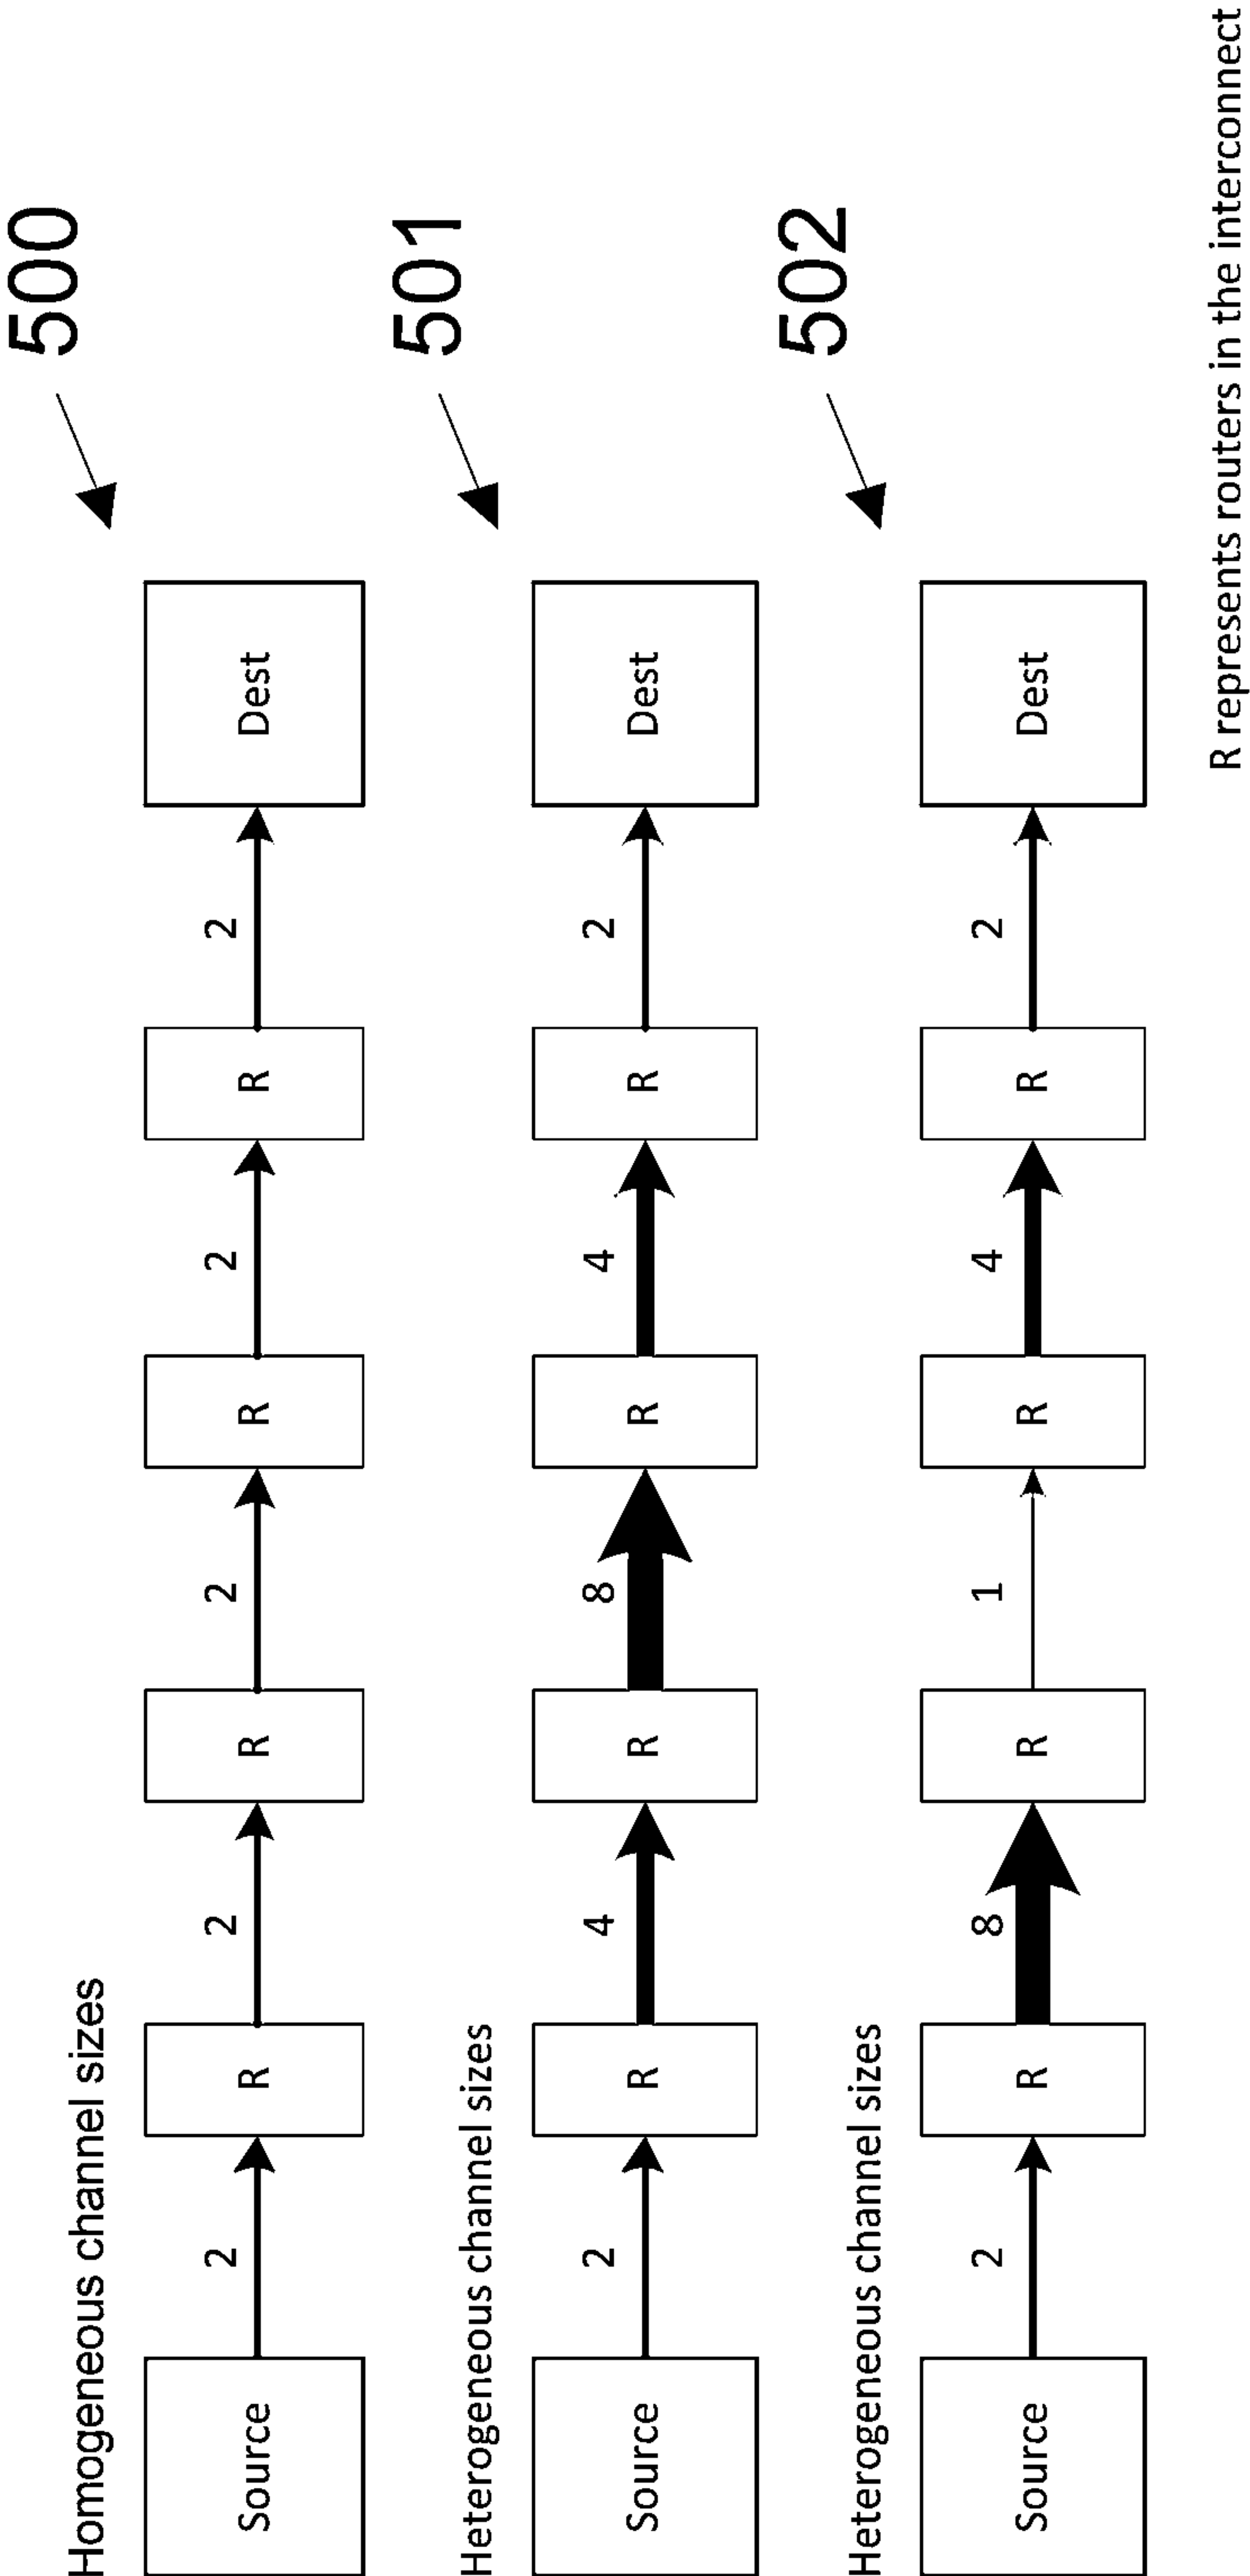 500
Homogeneous channel sizes
2 2 2 2 2
Source R R R R Dest
501
Heterogeneous channel sizes
2 4 8 4 2
Source R R R R Dest
502
Heterogeneous channel sizes
2 8 1 4 2
Source R R R R Dest
R represents routers in the interconnect